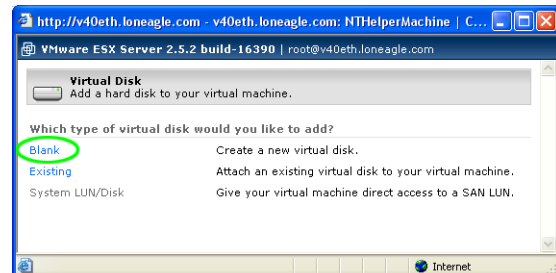 http://v40eth.loneagle.com - v40eth.loneagle.com: NTHelperMachine | C...
VMware ESX Server 2.5.2 build-16390 | root@v40eth.loneagle.com
Virtual Disk
Add a hard disk to your virtual machine.
Which type of virtual disk would you like to add?
Blank Create a new virtual disk.
Existing Attach an existing virtual disk to your virtual machine.
System LUN/Disk Give your virtual machine direct access to a SAN LUN.
Internet